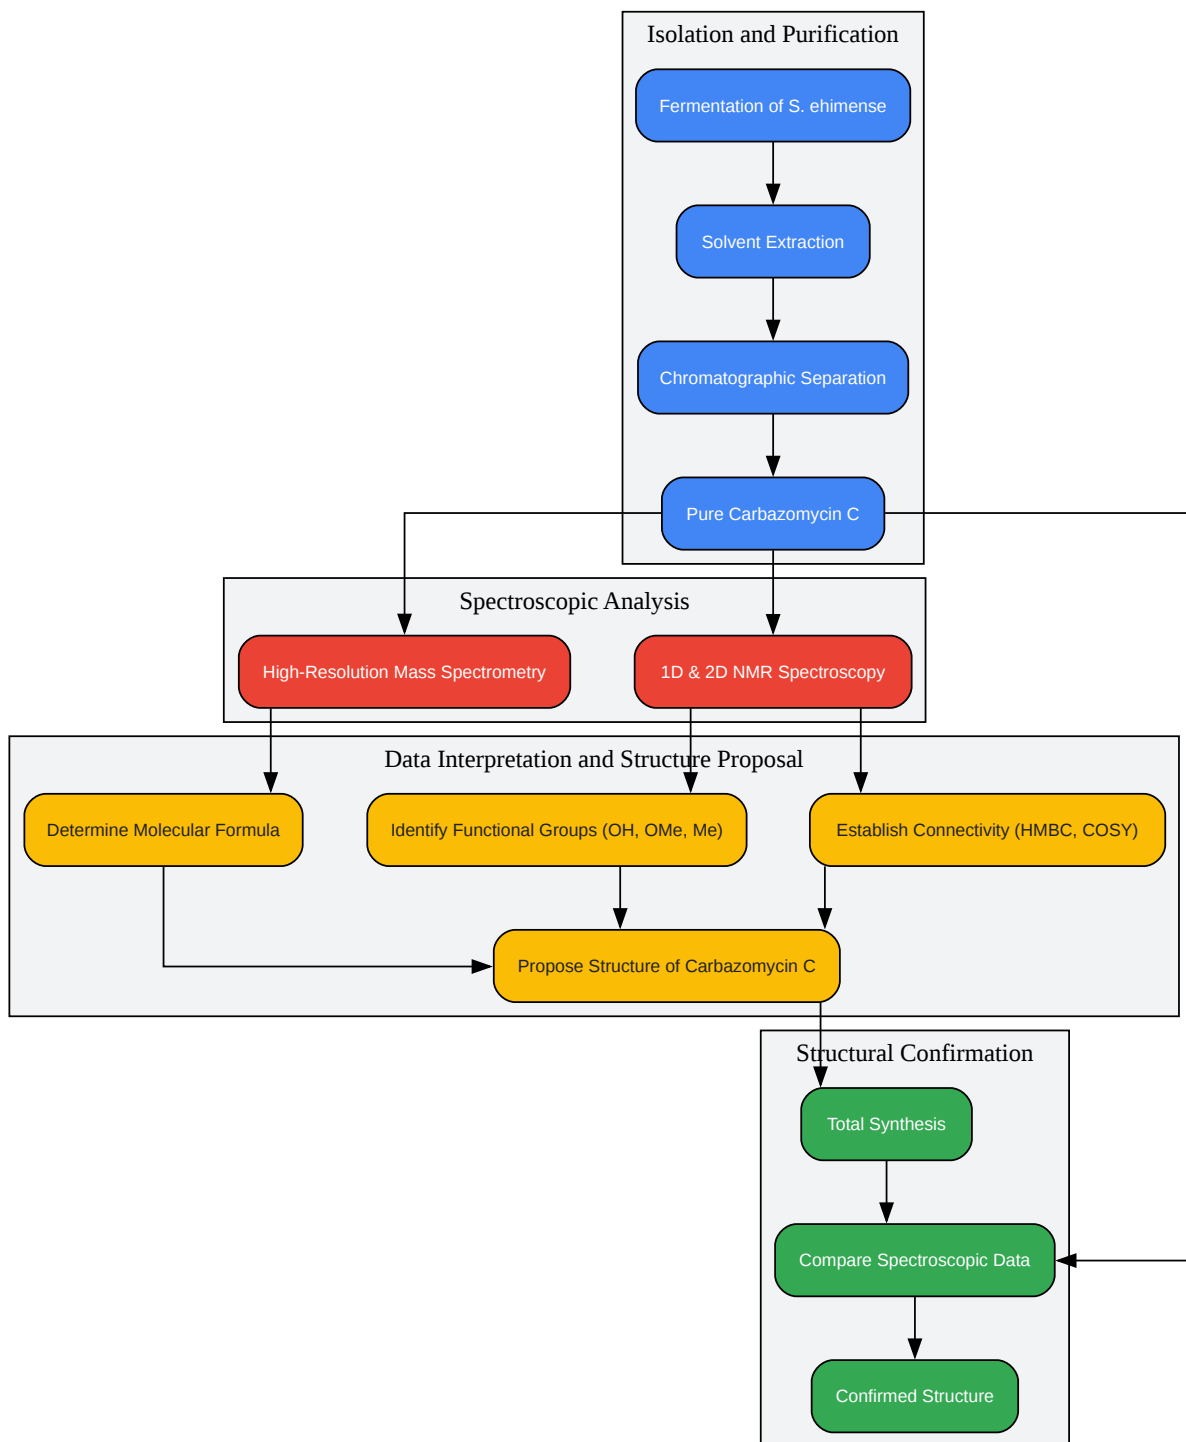 Isolation and Purification
Fermentation of S. ehimense
Solvent Extraction
Chromatographic Separation
Pure Carbazomycin C
Spectroscopic Analysis
High-Resolution Mass Spectrometry
1D & 2D NMR Spectroscopy
Data Interpretation and Structure Proposal
Determine Molecular Formula
Identify Functional Groups (OH, OMe, Me)
Establish Connectivity (HMBC, COSY)
Propose Structure of Carbazomycin C
Structural Confirmation
Total Synthesis
Compare Spectroscopic Data
Confirmed Structure